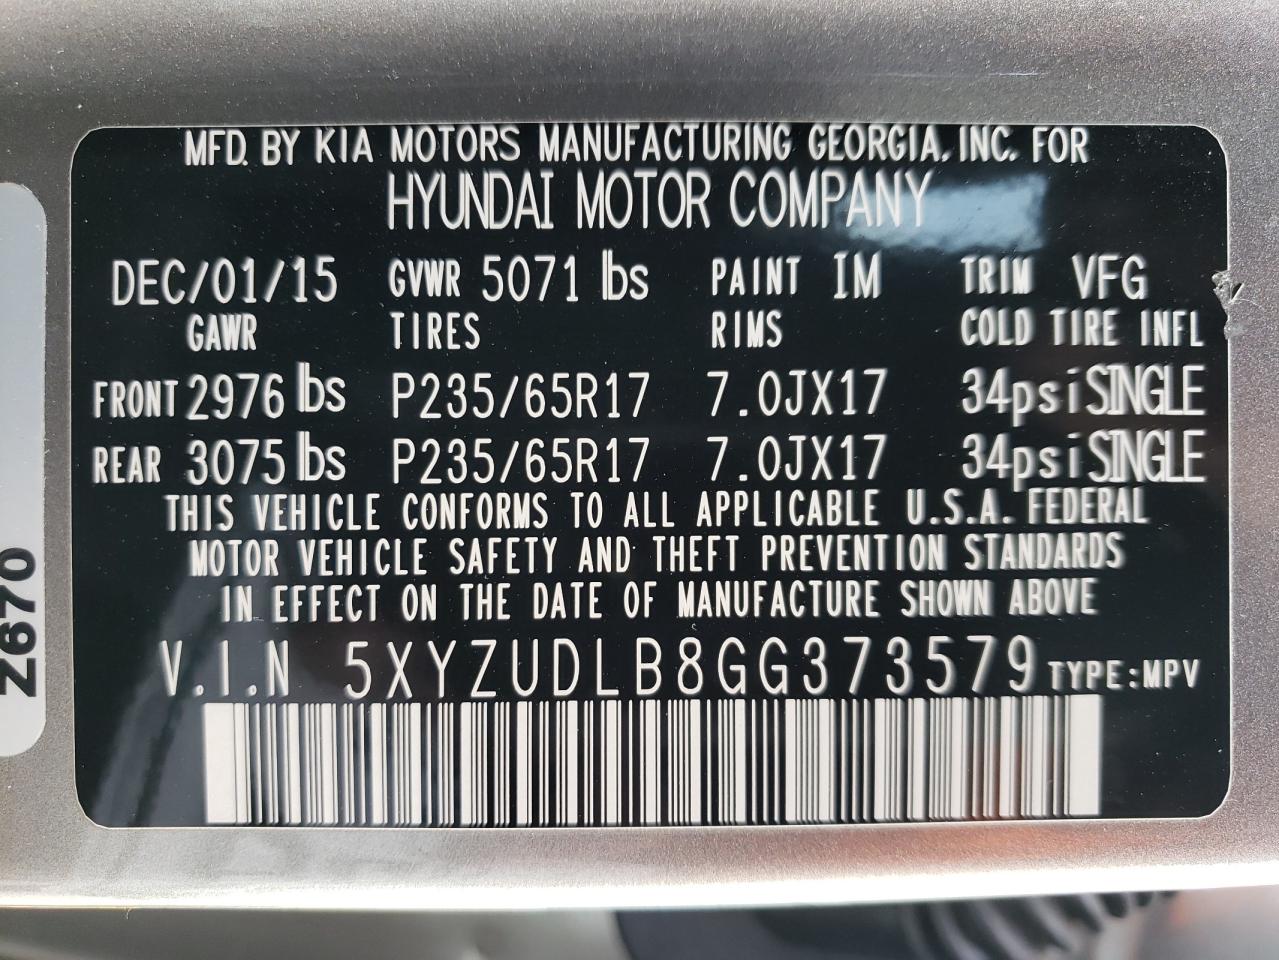 MFD. BY KIA MOTORS MANUFACTURING GEORGIA, INC. FOR
HYUNDAI MOTOR COMPANY
DEC/01/15 GVWR 5071 lbs PAINT IM TRIM VFG
GAWR TIRES RIMS COLD TIRE INFL
FRONT 2976 lbs P235/65R17 7.0JX17 34psi SINGLE
REAR 3075 lbs P235/65R17 7.0JX17 34psi SINGLE
THIS VEHICLE CONFORMS TO ALL APPLICABLE U.S.A. FEDERAL
MOTOR VEHICLE SAFETY AND THEFT PREVENTION STANDARDS
IN EFFECT ON THE DATE OF MANUFACTURE SHOWN ABOVE
V.I.N 5XYZUDLB8GG373579 TYPE:MPV
Z670